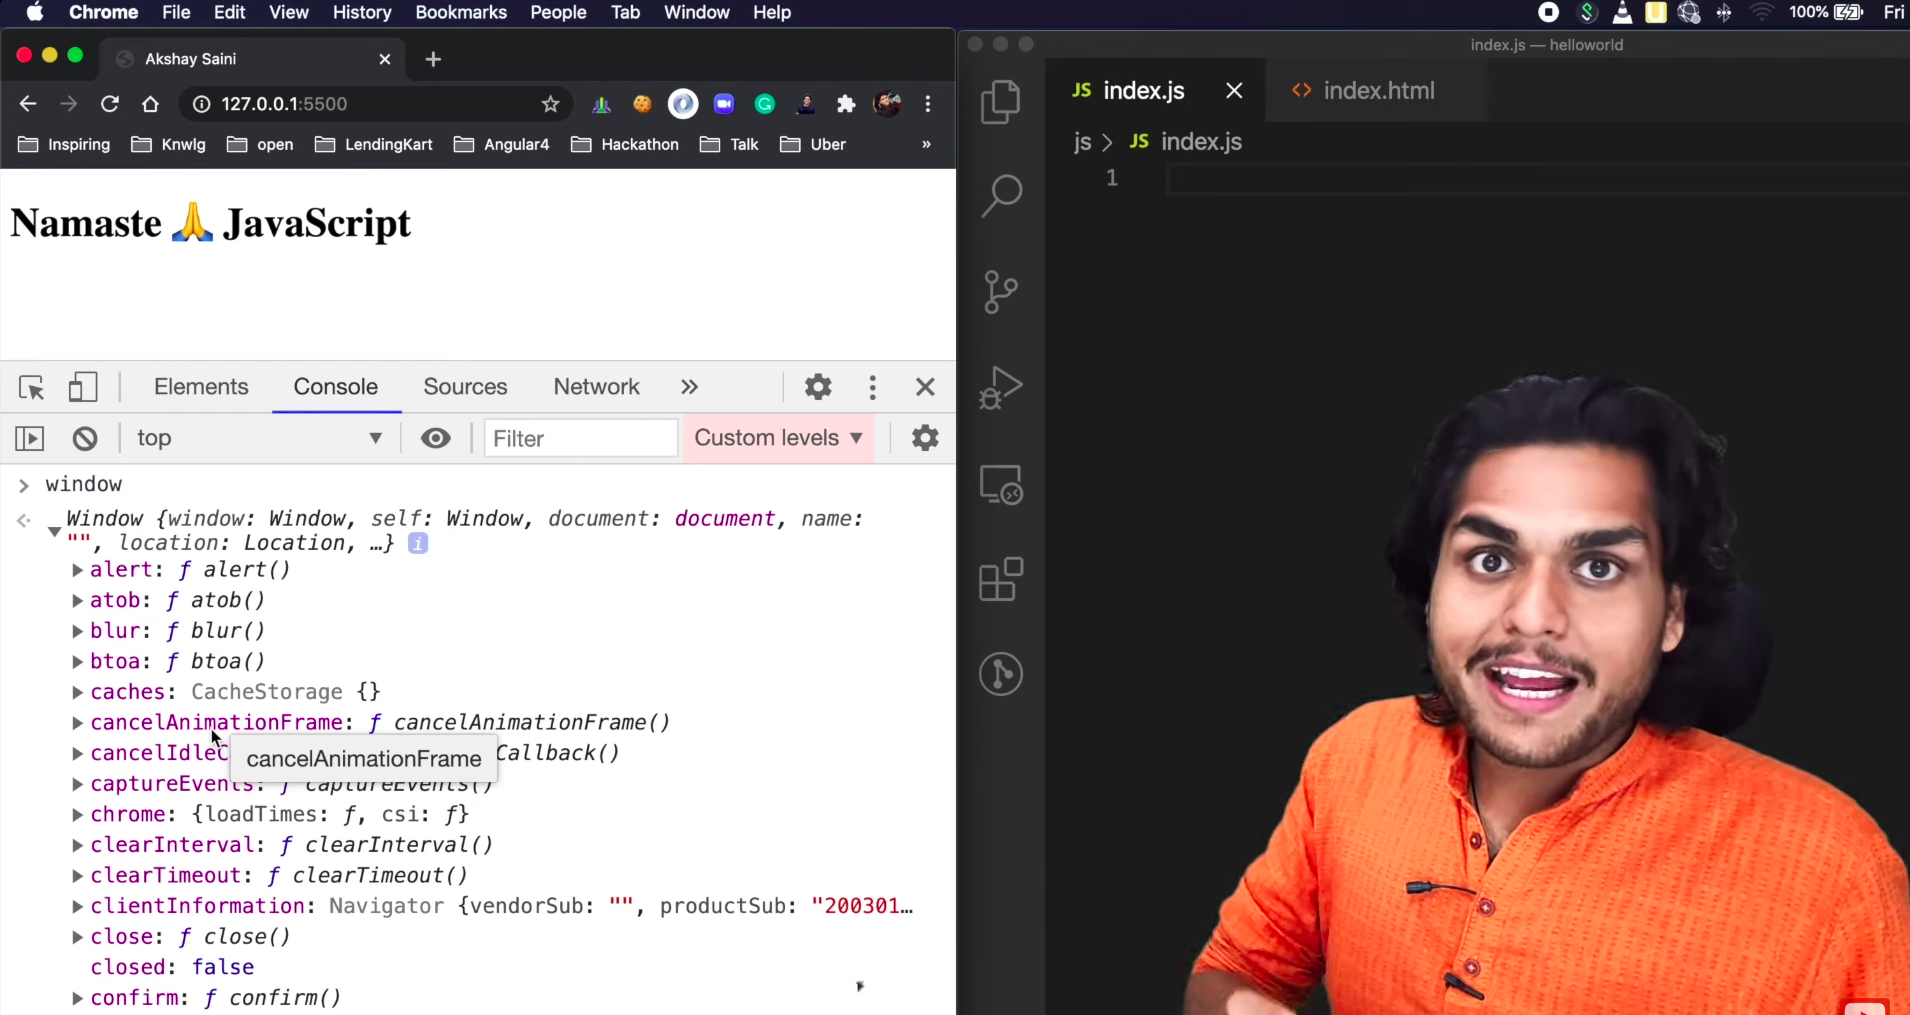 Chrome File Edit View History Bookmarks People Tab Window Help
100% Fri
Akshay Saini
127.0.0.1:5500
Inspiring Knwlg open LendingKart Angular4 Hackathon Talk Uber »
Namaste 🙏 JavaScript
Elements Console Sources Network »
top Filter Custom levels
> window
Window {window: Window, self: Window, document: document, name:
"", location: Location, …}
alert: ƒ alert()
atob: ƒ atob()
blur: ƒ blur()
btoa: ƒ btoa()
caches: CacheStorage {}
cancelAnimationFrame: ƒ cancelAnimationFrame()
cancelIdleC Callback()
cancelAnimationFrame
captureEvents: ƒ captureEvents()
chrome: {loadTimes: ƒ, csi: ƒ}
clearInterval: ƒ clearInterval()
clearTimeout: ƒ clearTimeout()
clientInformation: Navigator {vendorSub: "", productSub: "200301…
close: ƒ close()
closed: false
confirm: ƒ confirm()
index.js — helloworld
JS index.js <> index.html
js > JS index.js
1